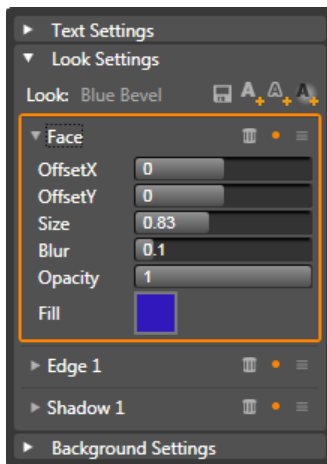 Text Settings
Look Settings
Look: Blue Bevel
Face
OffsetX 0
OffsetY 0
Size 0.83
Blur 0.1
Opacity 1
Fill
Edge 1
Shadow 1
Background Settings